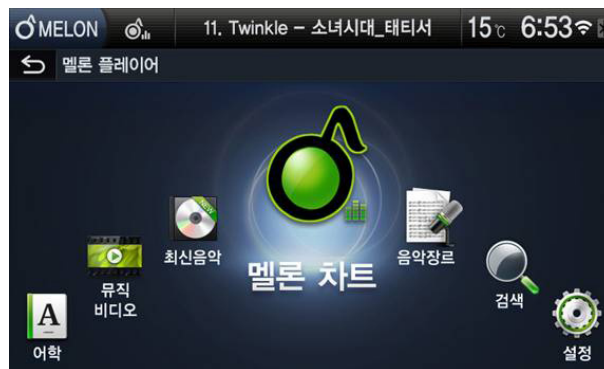 MELON
11. Twinkle – 소녀시대_태티서
15℃ 6:53
멜론 플레이어
NEW
최신음악
뮤직
비디오
멜론 차트
음악장르
검색
A
어학
설정